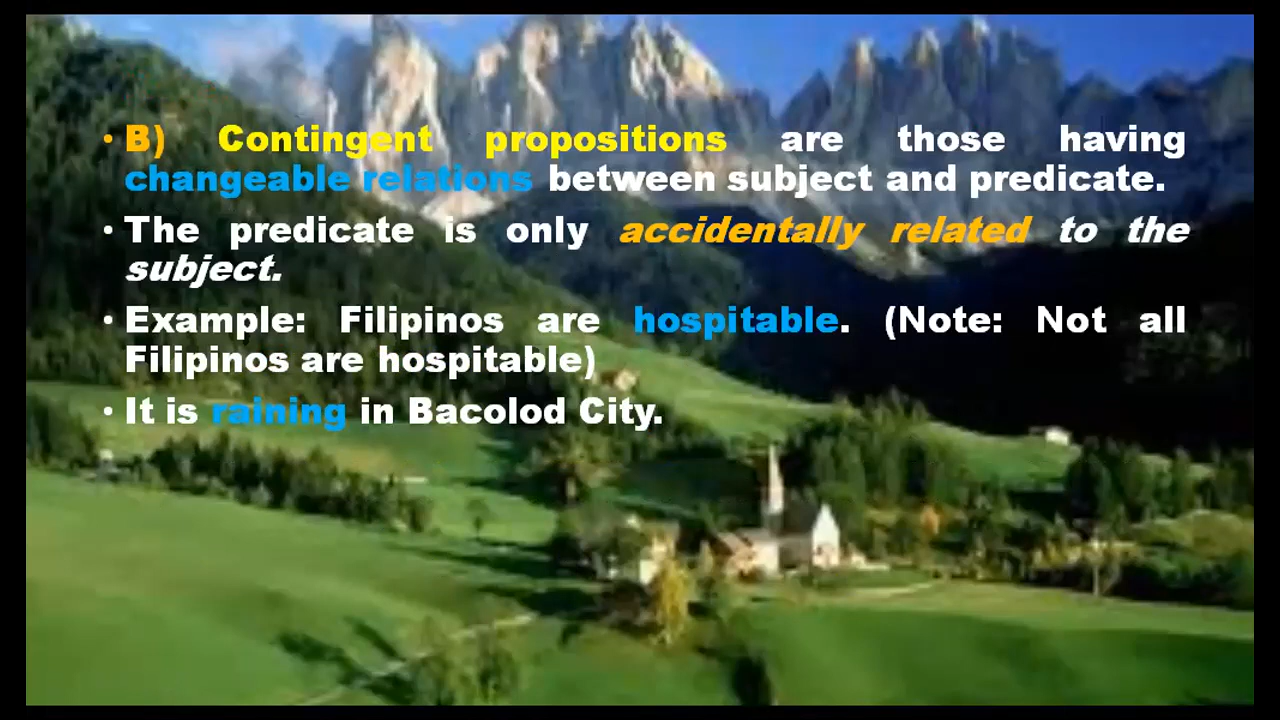 • B) Contingent propositions are those having
changeable relations between subject and predicate.
• The predicate is only accidentally related to the
subject.
• Example: Filipinos are hospitable. (Note: Not all
Filipinos are hospitable)
• It is raining in Bacolod City.